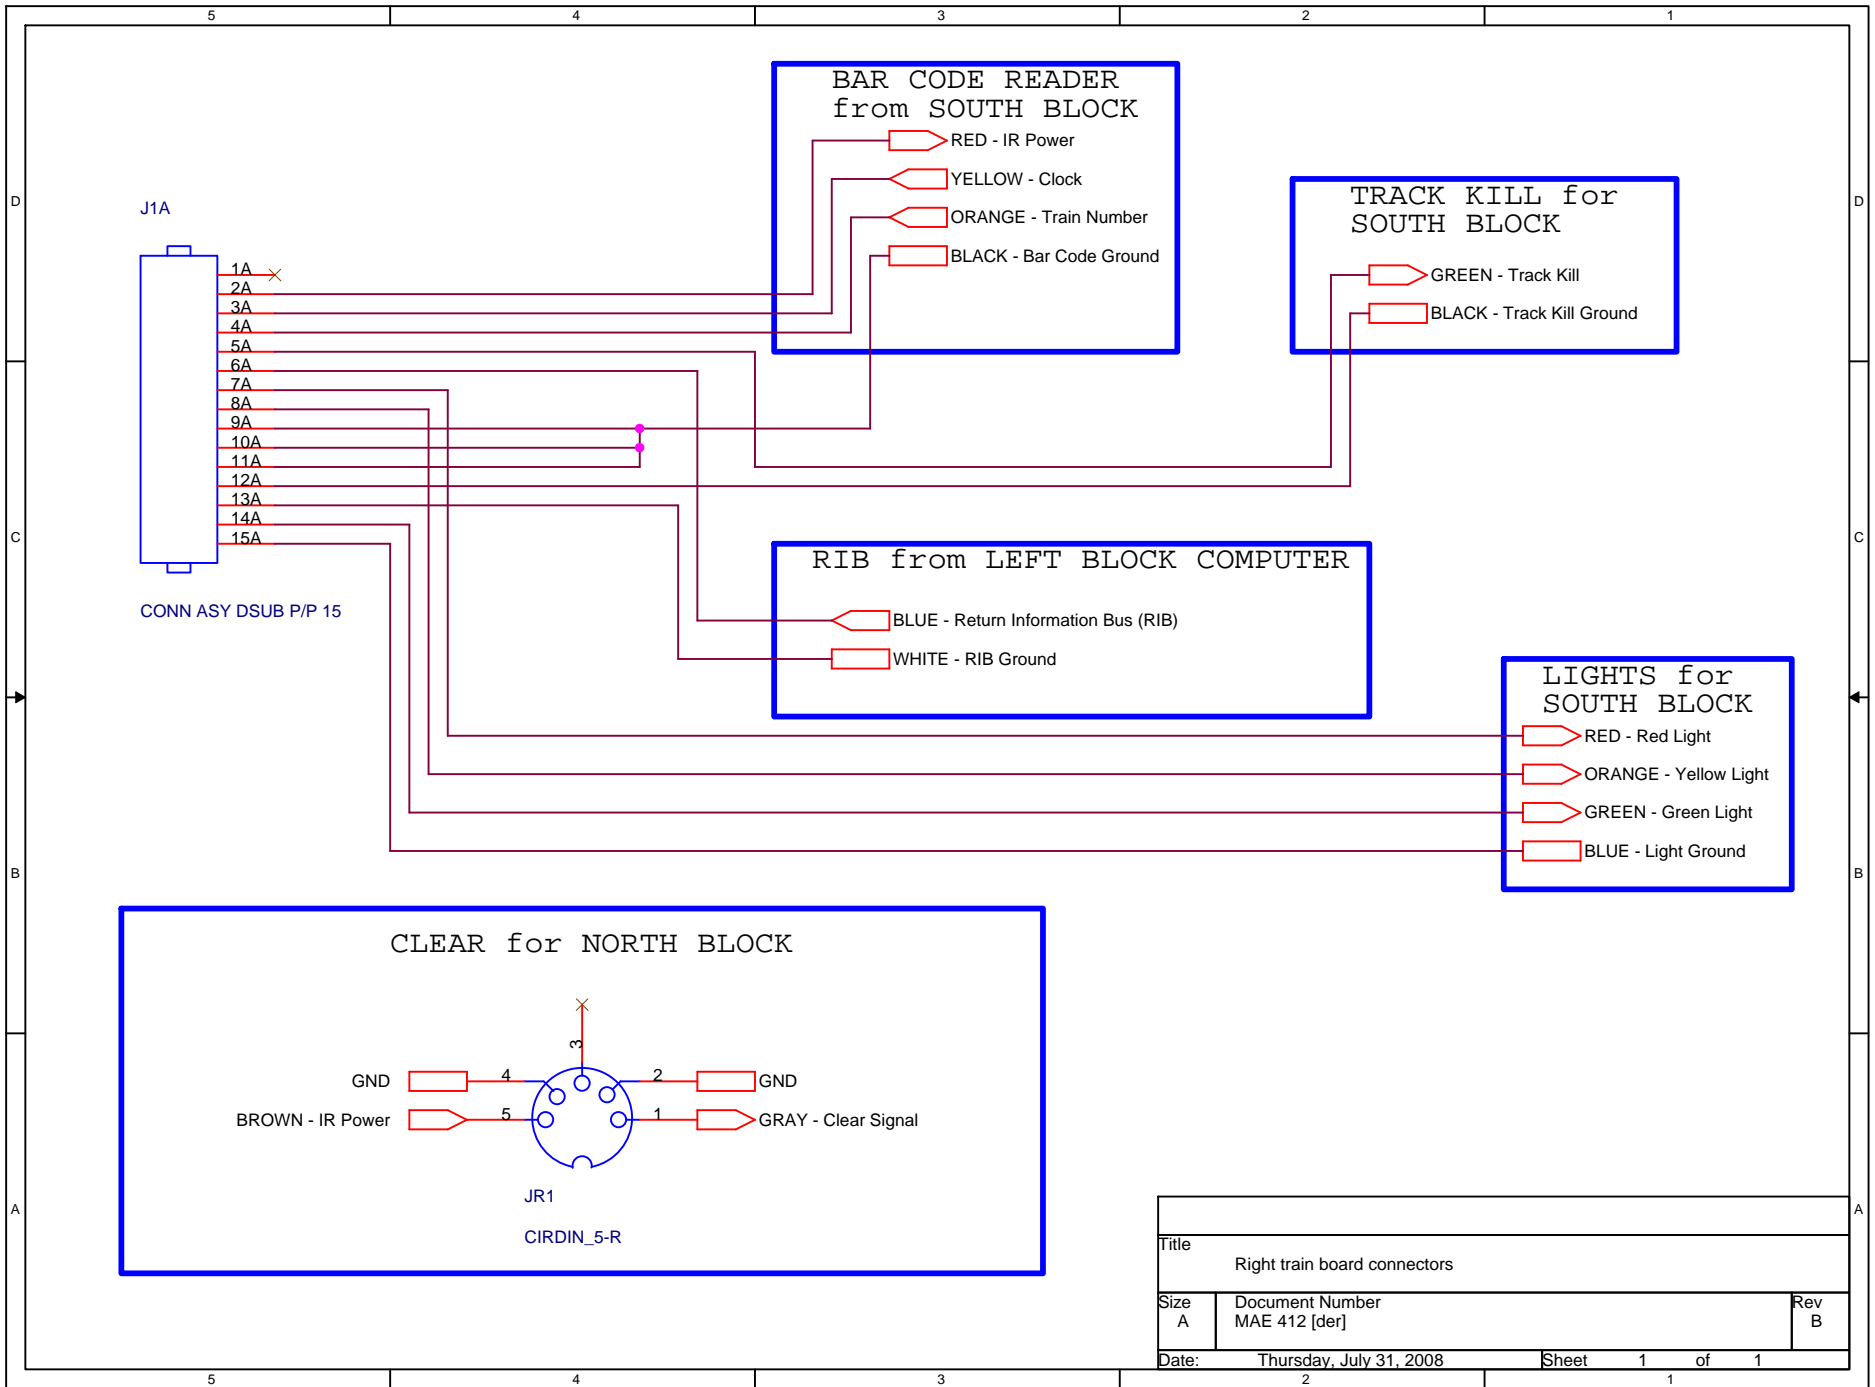 5 4 3 2 1
BAR CODE READER
from SOUTH BLOCK
RED - IR Power
YELLOW - Clock
ORANGE - Train Number
BLACK - Bar Code Ground
TRACK KILL for
SOUTH BLOCK
GREEN - Track Kill
BLACK - Track Kill Ground
D
D
J1A
1A
2A
3A
4A
5A
6A
7A
8A
9A
10A
11A
12A
13A
14A
15A
CONN ASY DSUB P/P 15
C
C
RIB from LEFT BLOCK COMPUTER
BLUE - Return Information Bus (RIB)
WHITE - RIB Ground
LIGHTS for
SOUTH BLOCK
RED - Red Light
ORANGE - Yellow Light
GREEN - Green Light
BLUE - Light Ground
B
B
CLEAR for NORTH BLOCK
3
GND 4 2 GND
BROWN - IR Power 5 1 GRAY - Clear Signal
JR1
CIRDIN_5-R
A
A
Title
Right train board connectors
Size Document Number Rev
A MAE 412 [der] B
Date: Thursday, July 31, 2008 Sheet 1 of 1
5 4 3 2 1